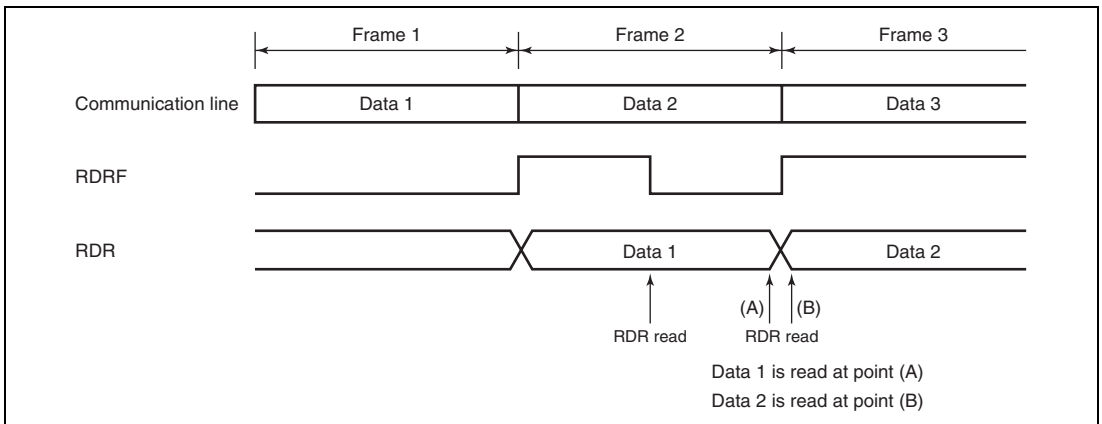 Frame 1 Frame 2 Frame 3
Communication line Data 1 Data 2 Data 3
RDRF
RDR Data 1 Data 2
(A) (B)
RDR read RDR read
Data 1 is read at point (A)
Data 2 is read at point (B)